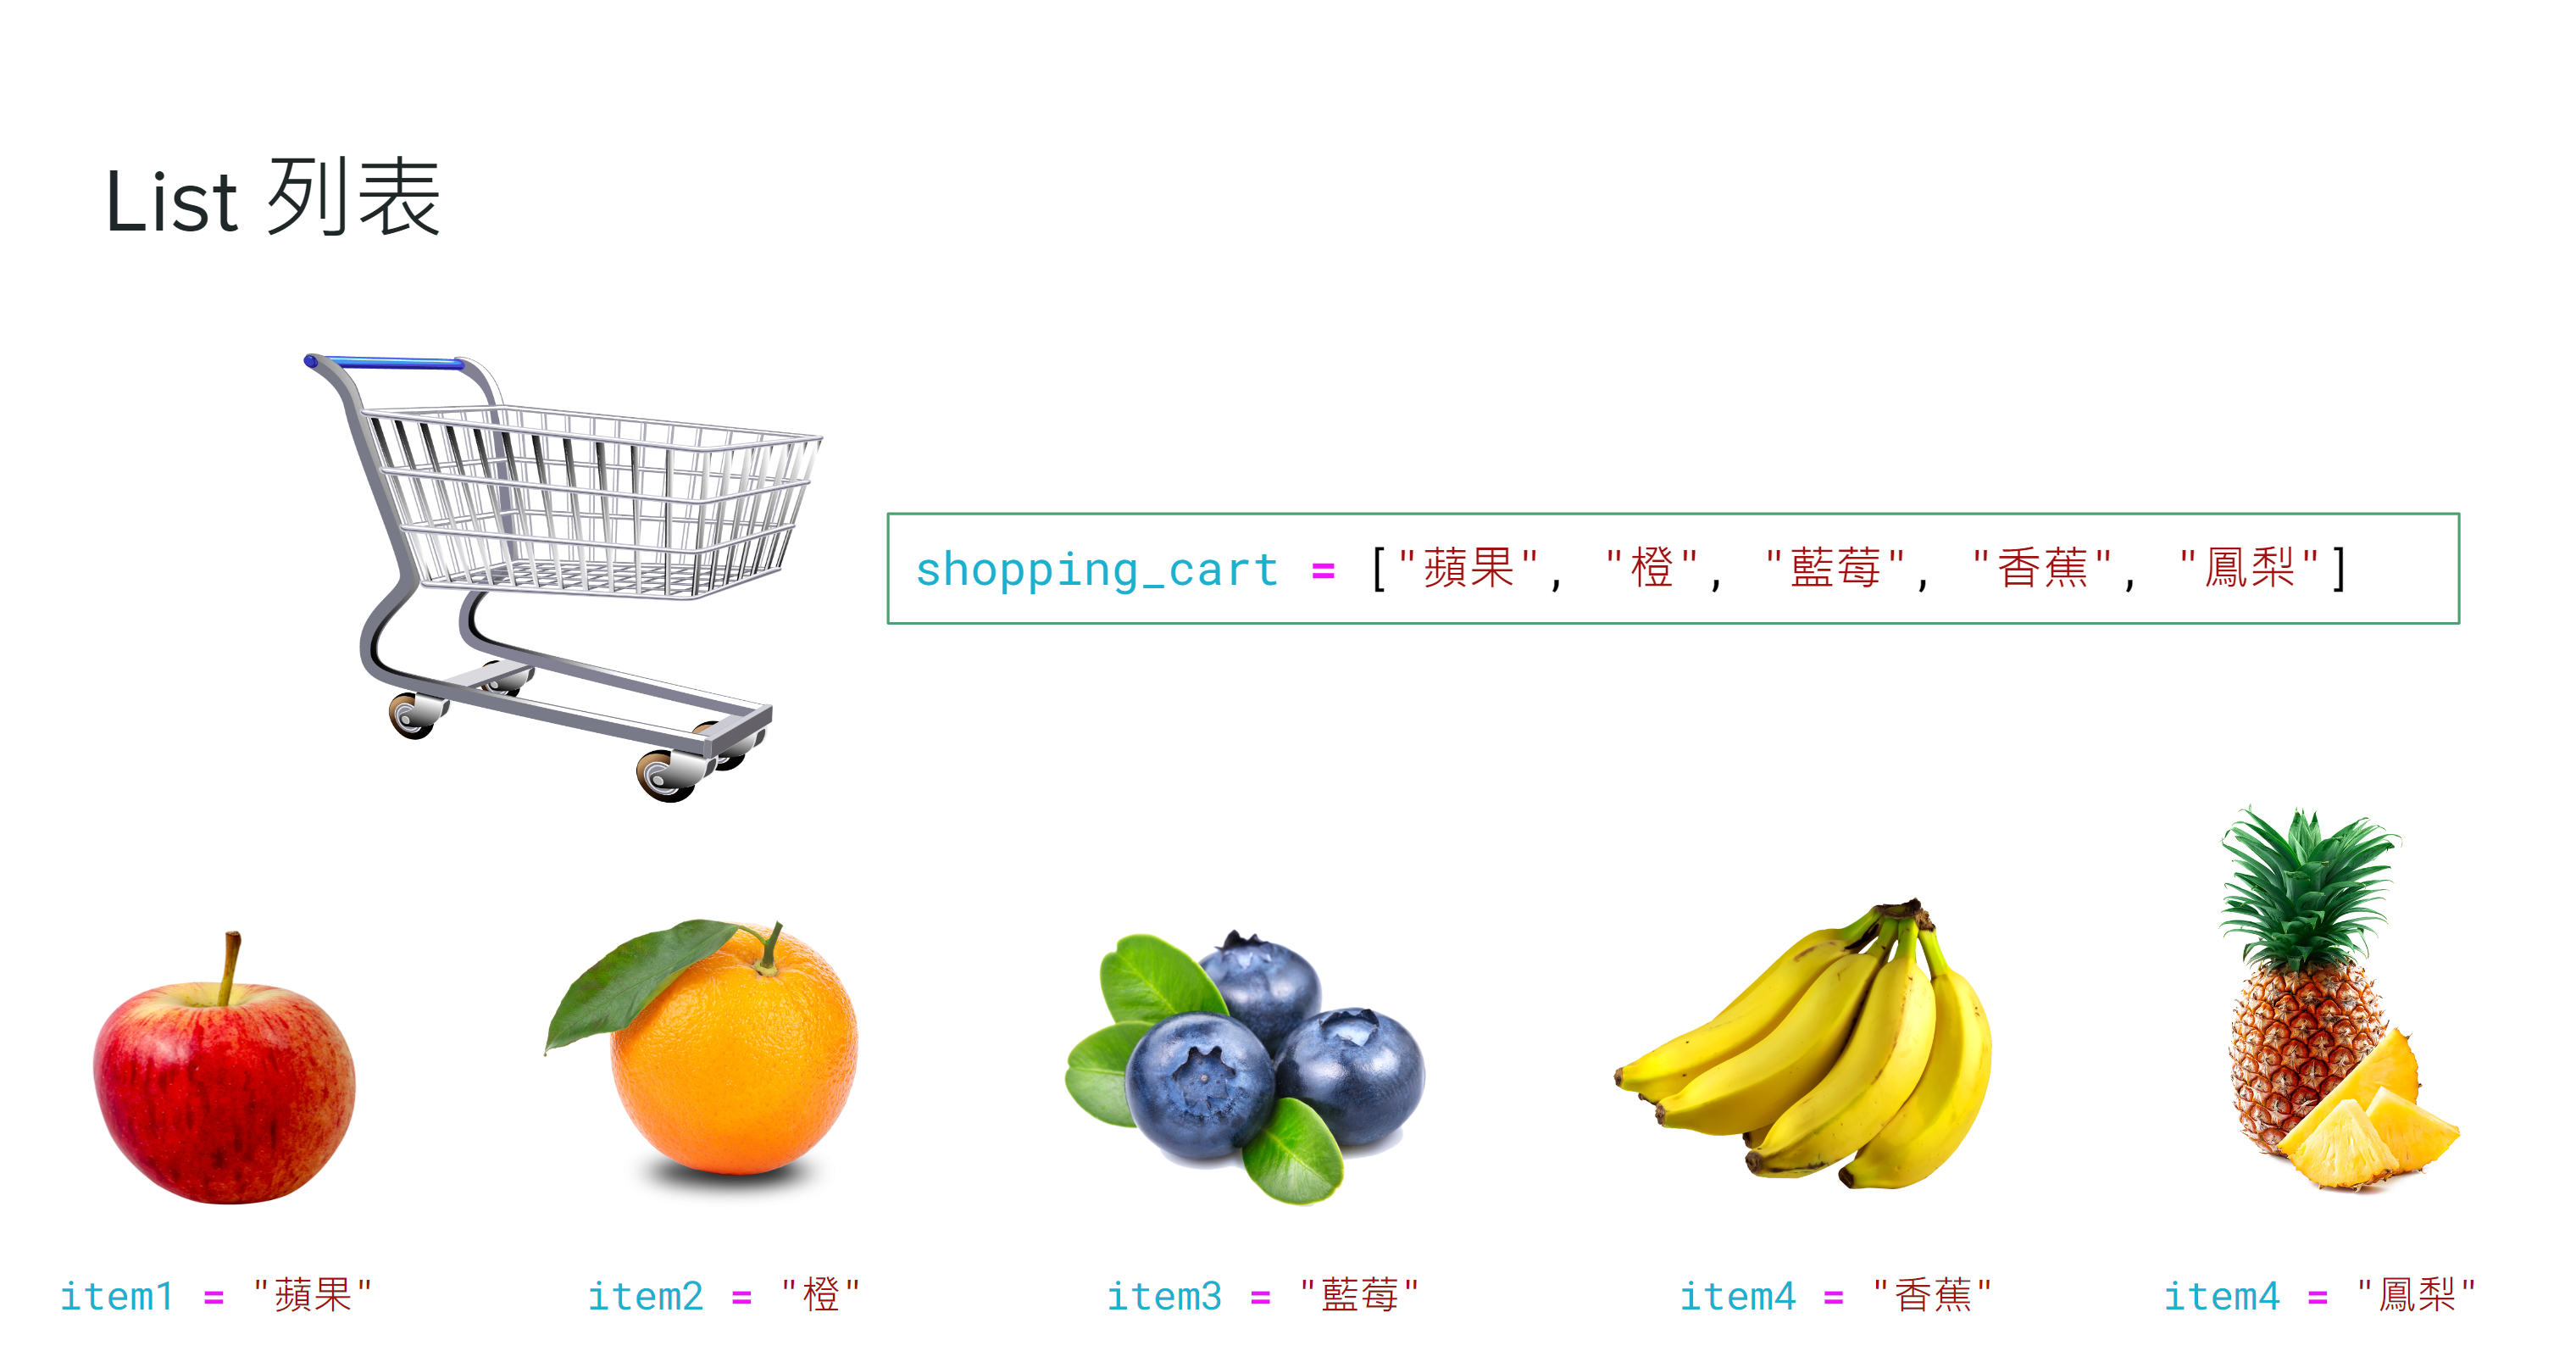 List 列表
shopping_cart = ["蘋果", "橙", "藍莓", "香蕉", "鳳梨"]
item1 = "蘋果"
item2 = "橙"
item3 = "藍莓"
item4 = "香蕉"
item4 = "鳳梨"